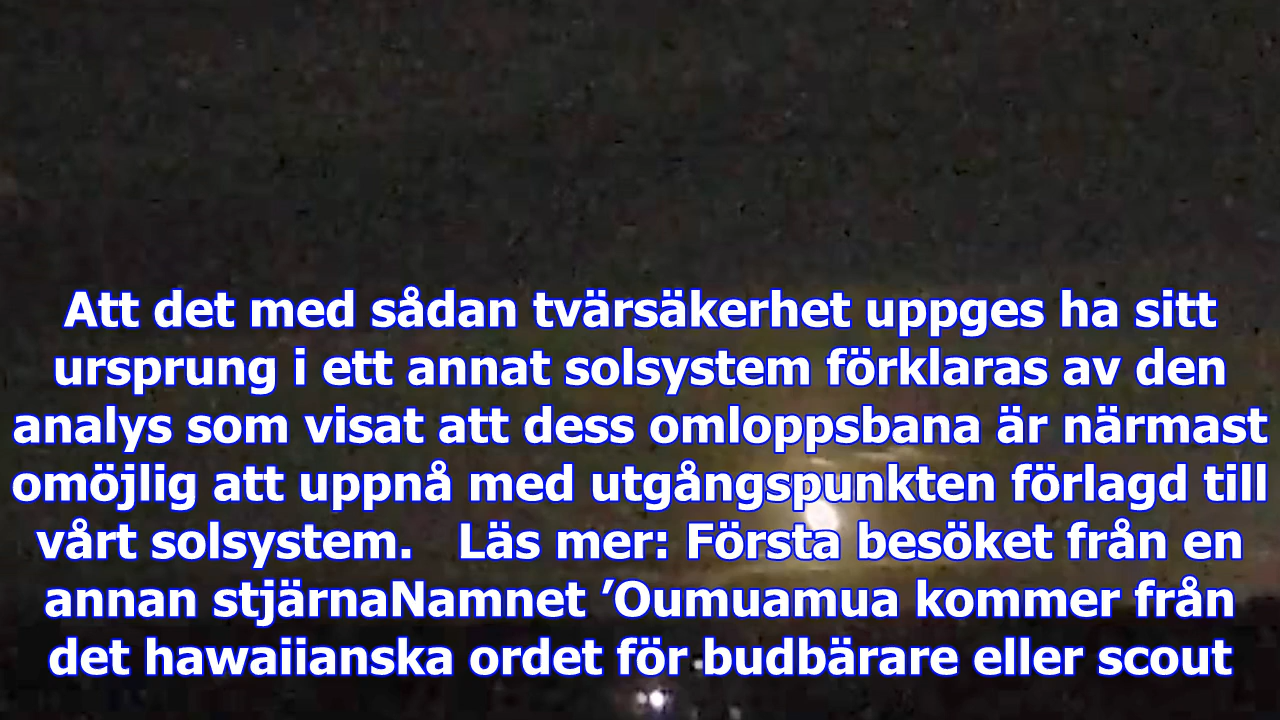 Att det med sådan tvärsäkerhet uppges ha sitt
ursprung i ett annat solsystem förklaras av den
analys som visat att dess omloppsbana är närmast
omöjlig att uppnå med utgångspunkten förlagd till
vårt solsystem.   Läs mer: Första besöket från en
annan stjärnaNamnet ’Oumuamua kommer från
det hawaiianska ordet för budbärare eller scout